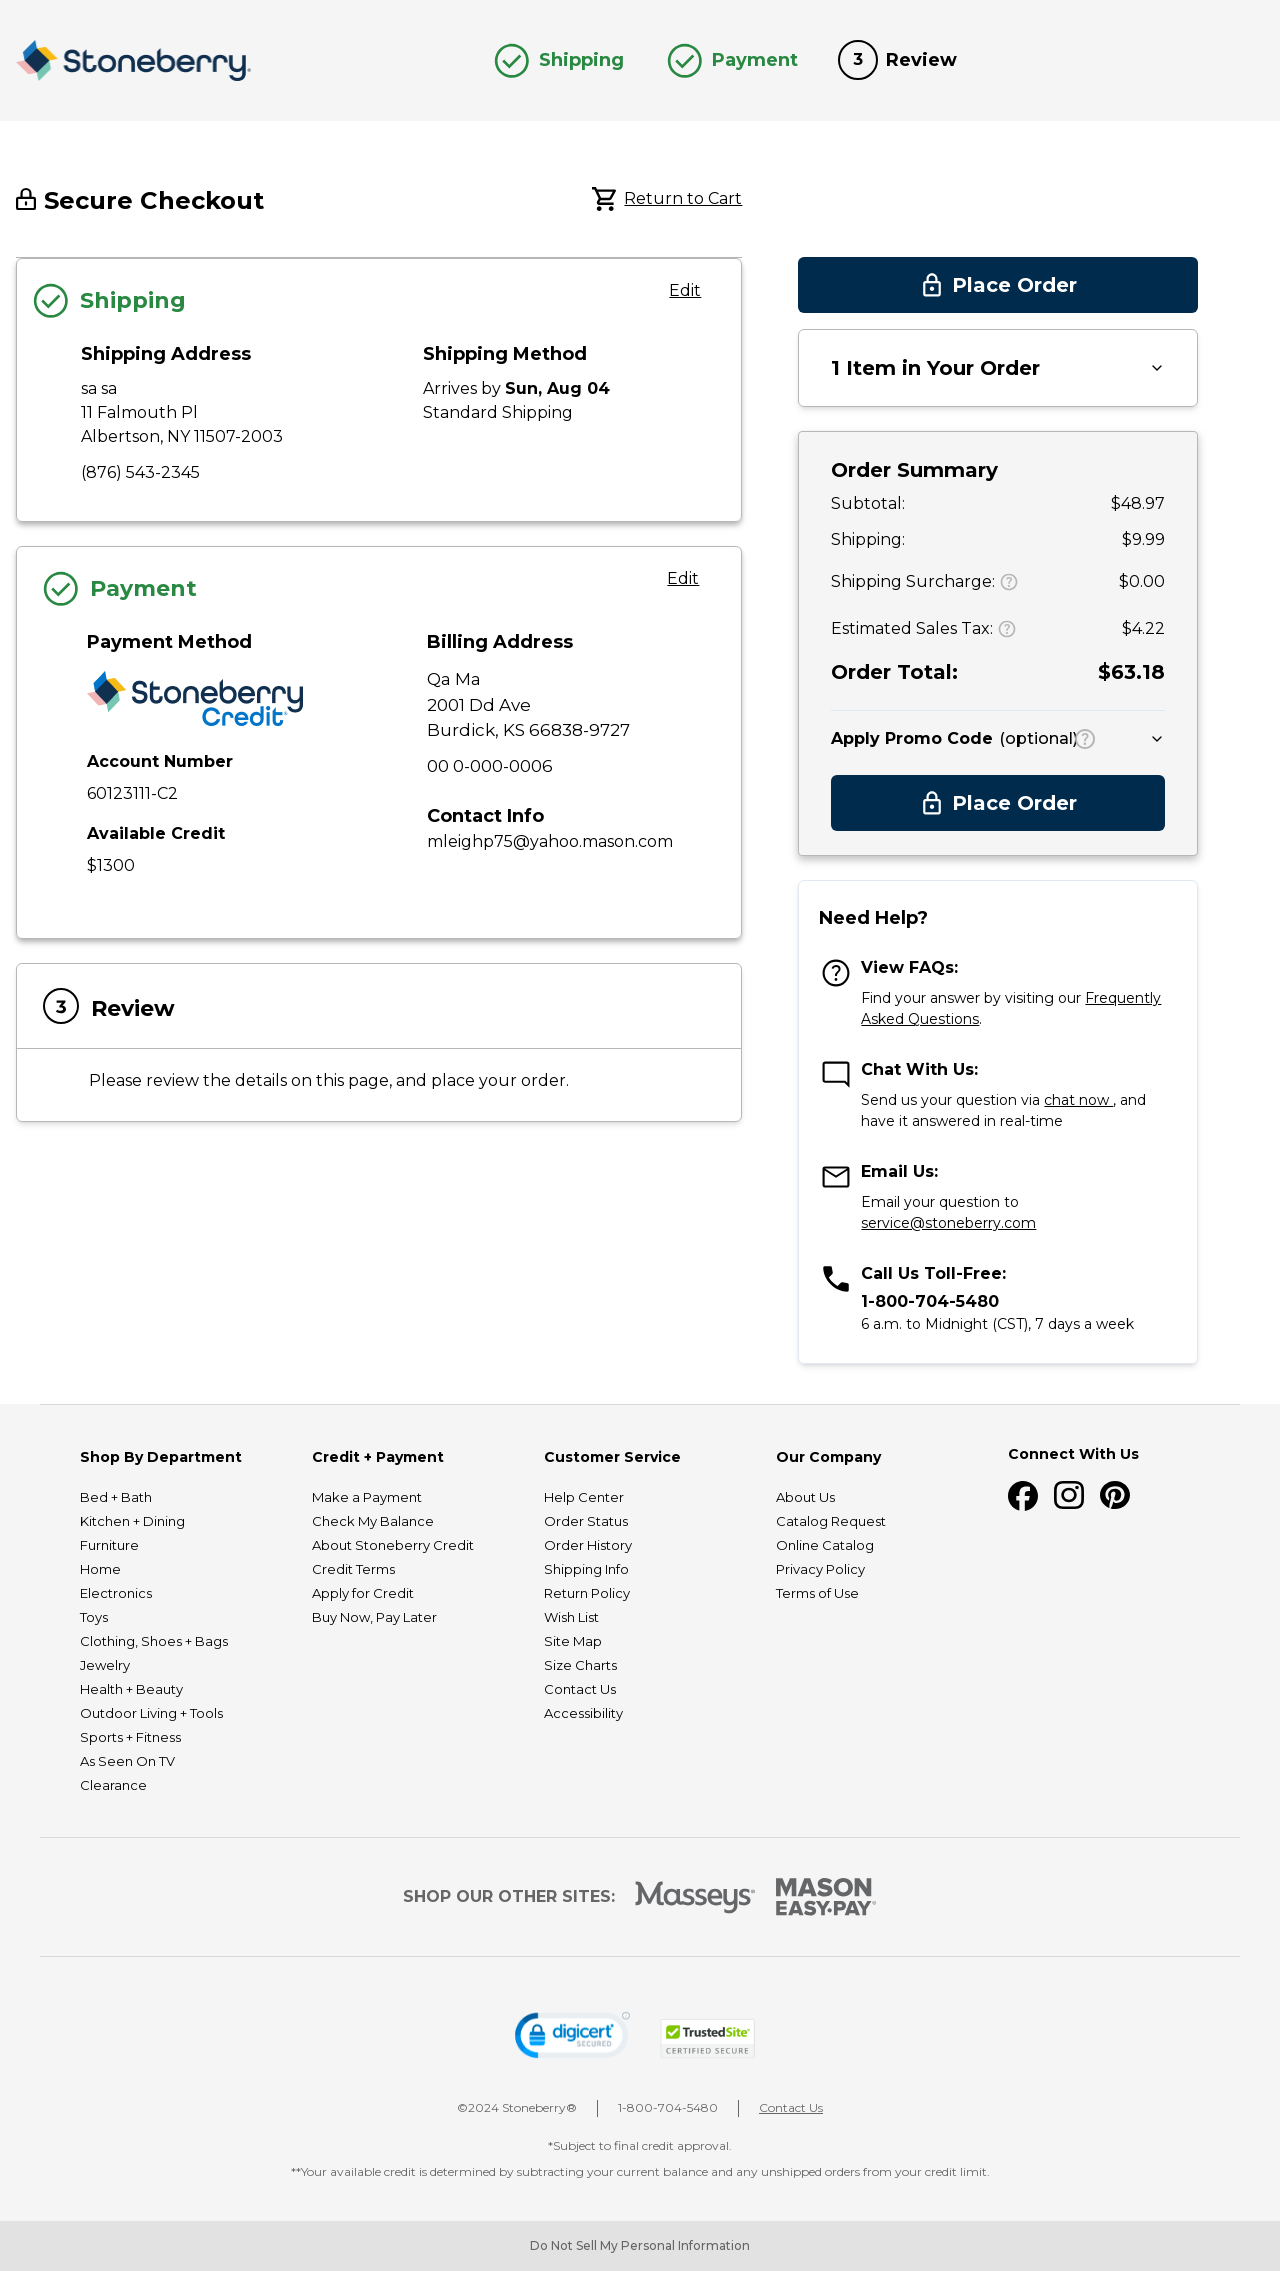 Stoneberry
Shipping
Payment
3 Review
Secure Checkout
Return to Cart
Shipping
Edit
Shipping Address
sa sa
11 Falmouth Pl
Albertson, NY 11507-2003
(876) 543-2345
Shipping Method
Arrives by Sun, Aug 04
Standard Shipping
Payment
Edit
Payment Method
Stoneberry
Credit
Account Number
60123111-C2
Available Credit
$1300
Billing Address
Qa Ma
2001 Dd Ave
Burdick, KS 66838-9727
00 0-000-0006
Contact Info
mleighp75@yahoo.mason.com
3 Review
Please review the details on this page, and place your order.
Place Order
1 Item in Your Order
Order Summary
Subtotal: $48.97
Shipping: $9.99
Shipping Surcharge: $0.00
Estimated Sales Tax: $4.22
Order Total: $63.18
Apply Promo Code (optional)
Place Order
Need Help?
View FAQs:
Find your answer by visiting our Frequently
Asked Questions.
Chat With Us:
Send us your question via chat now , and
have it answered in real-time
Email Us:
Email your question to
service@stoneberry.com
Call Us Toll-Free:
1-800-704-5480
6 a.m. to Midnight (CST), 7 days a week
Shop By Department
Bed + Bath
Kitchen + Dining
Furniture
Home
Electronics
Toys
Clothing, Shoes + Bags
Jewelry
Health + Beauty
Outdoor Living + Tools
Sports + Fitness
As Seen On TV
Clearance
Credit + Payment
Make a Payment
Check My Balance
About Stoneberry Credit
Credit Terms
Apply for Credit
Buy Now, Pay Later
Customer Service
Help Center
Order Status
Order History
Shipping Info
Return Policy
Wish List
Site Map
Size Charts
Contact Us
Accessibility
Our Company
About Us
Catalog Request
Online Catalog
Privacy Policy
Terms of Use
Connect With Us
SHOP OUR OTHER SITES:
Masseys
MASON
EASY•PAY
digicert
SECURED
TrustedSite
CERTIFIED SECURE
©2024 Stoneberry®
1-800-704-5480
Contact Us
*Subject to final credit approval.
**Your available credit is determined by subtracting your current balance and any unshipped orders from your credit limit.
Do Not Sell My Personal Information